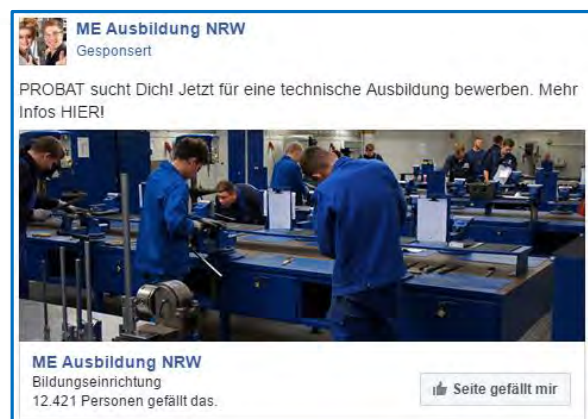 ME Ausbildung NRW
Gesponsert
PROBAT sucht Dich! Jetzt für eine technische Ausbildung bewerben. Mehr
Infos HIER!
ME Ausbildung NRW
Bildungseinrichtung
12.421 Personen gefällt das.
Seite gefällt mir